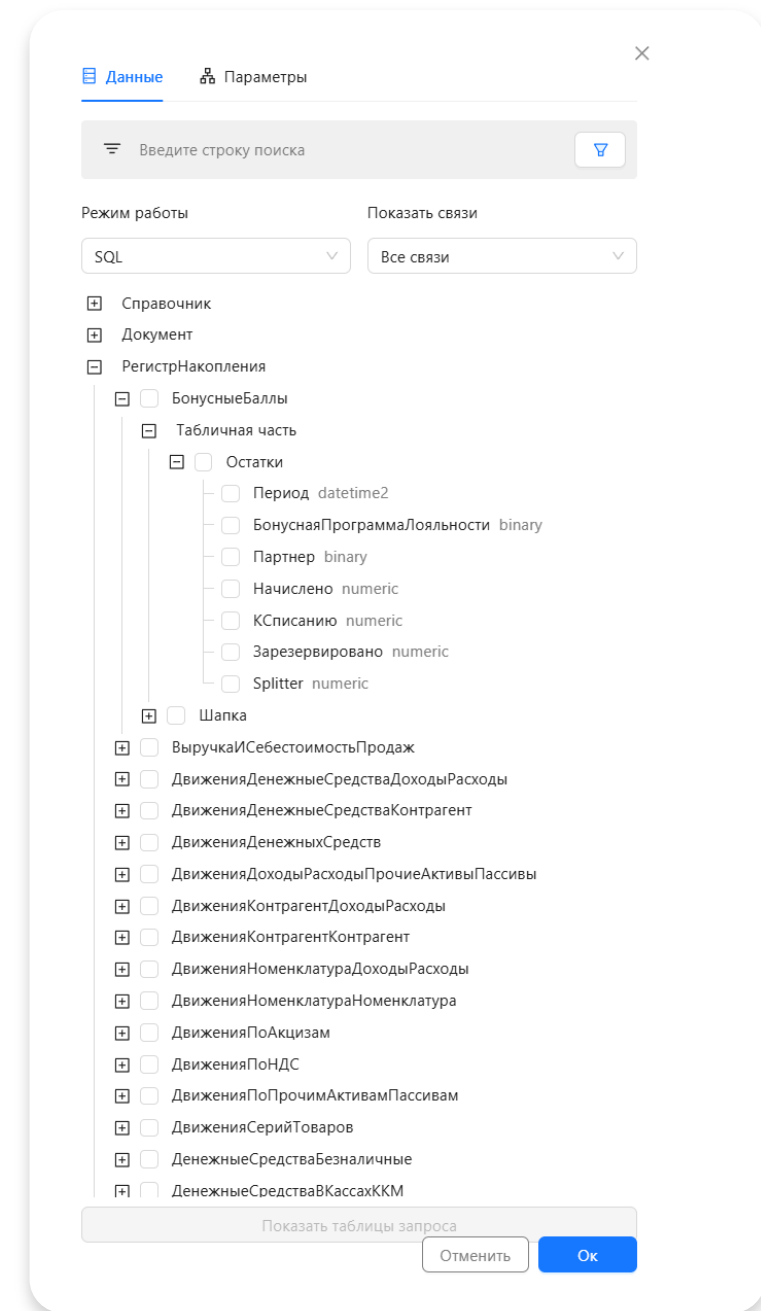 Данные Параметры
Введите строку поиска
Режим работы Показать связи
SQL Все связи
Справочник
Документ
РегистрНакопления
БонусныеБаллы
Табличная часть
Остатки
Период datetime2
БонуснаяПрограммаЛояльности binary
Партнер binary
Начислено numeric
КСписанию numeric
Зарезервировано numeric
Splitter numeric
Шапка
ВыручкаИСебестоимостьПродаж
ДвиженияДенежныеСредстваДоходыРасходы
ДвиженияДенежныеСредстваКонтрагент
ДвиженияДенежныхСредств
ДвиженияДоходыРасходыПрочиеАктивыПассивы
ДвиженияКонтрагентДоходыРасходы
ДвиженияКонтрагентКонтрагент
ДвиженияНоменклатураДоходыРасходы
ДвиженияНоменклатураНоменклатура
ДвиженияПоАкцизам
ДвиженияПоНДС
ДвиженияПоПрочимАктивамПассивам
ДвиженияСерийТоваров
ДенежныеСредстваБезналичные
ДенежныеСредстваВКассахККМ
Показать таблицы запроса
Отменить Ок